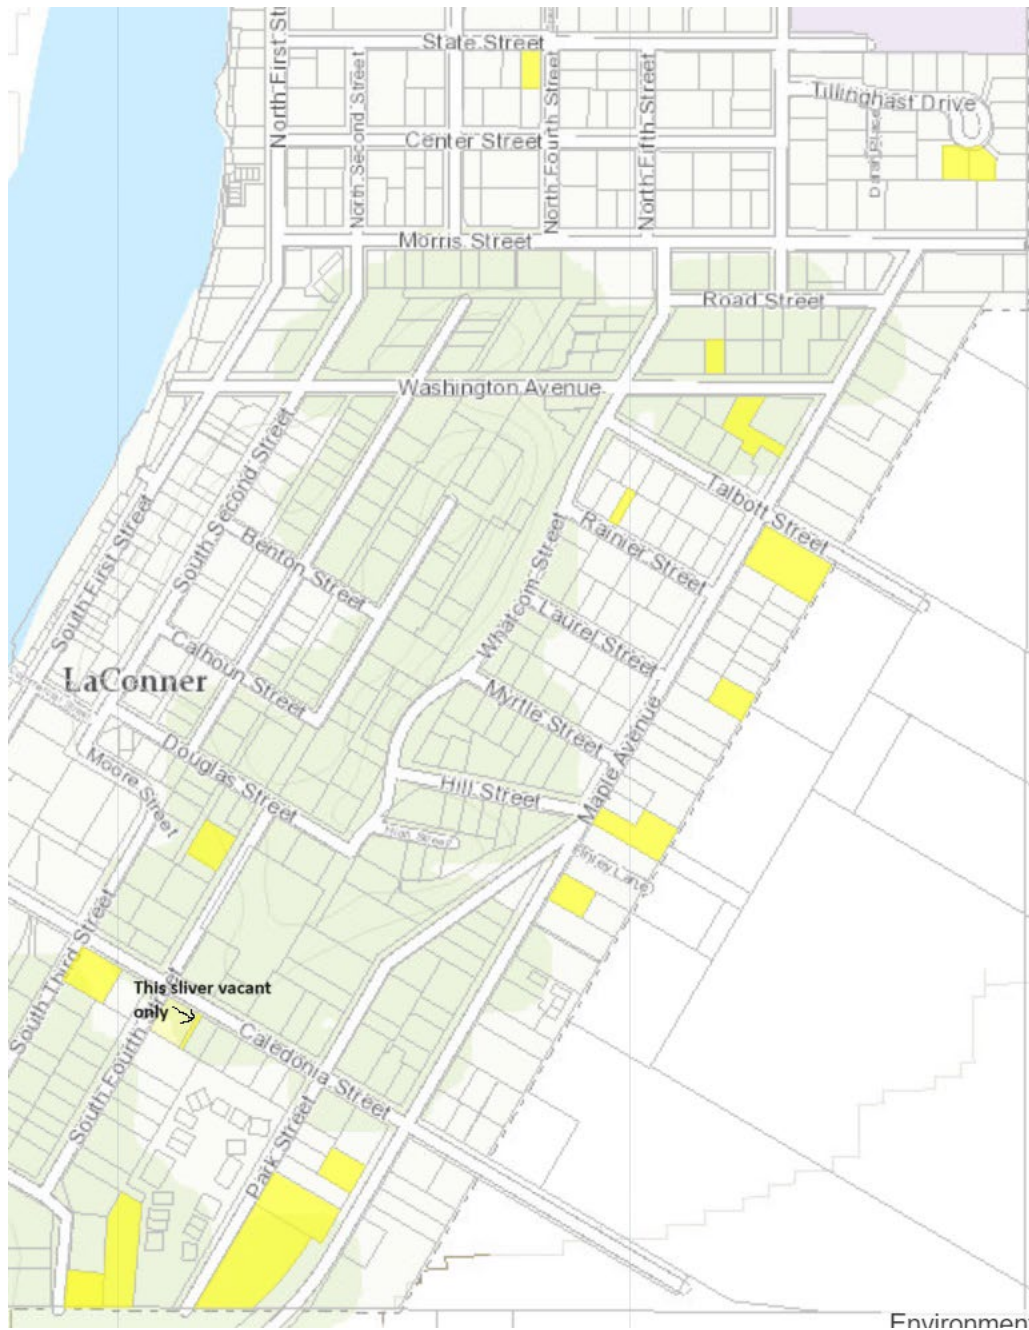 North First St
State Street
North Second Street
North Fourth Street
North Fifth Street
Tillinghast Drive
Center Street
Morris Street
Road Street
Washington Avenue
South First Street
South Second Street
Benton Street
Talbott Street
Rainier Street
Whatcom Street
Laurel Street
Calhoun Street
LaConner
Myrtle Street
Maple Avenue
Douglas Street
Moore Street
Hill Street
South Third Street
This sliver vacant
only
South Fourth Street
Caledonia Street
Park Street
Environmen